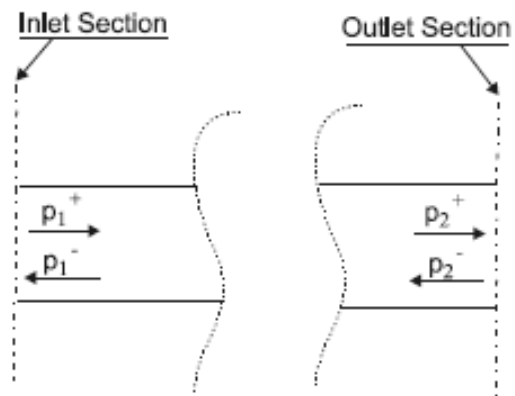 Inlet Section
Outlet Section
p₁⁺
p₁⁻
p₂⁺
p₂⁻